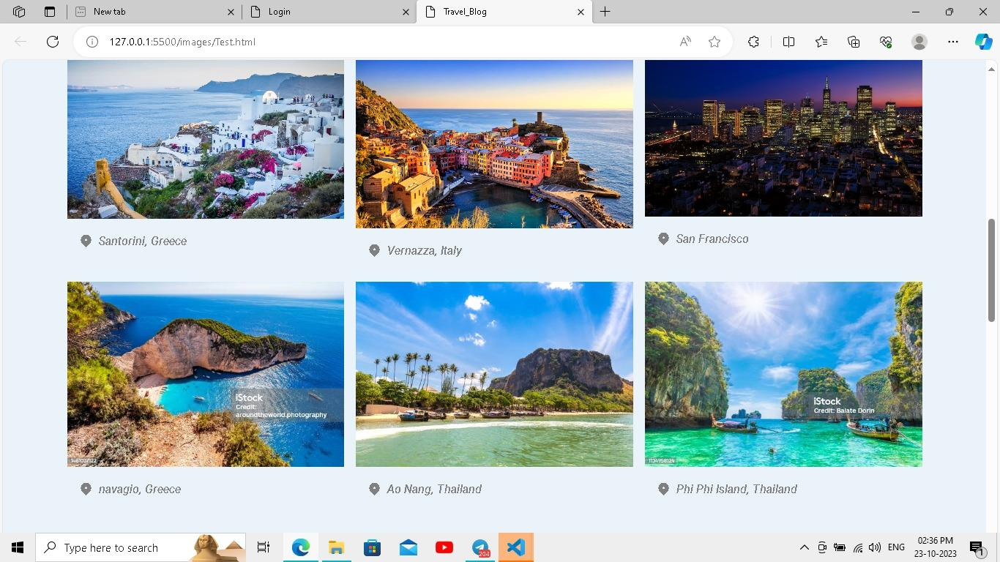 New tab
Login
Travel_Blog
127.0.0.1:5500/images/Test.html
Santorini, Greece
Vernazza, Italy
San Francisco
iStock
Credit:
aroundtheworld.photography
1461037122
iStock
Credit: Balate Dorin
1134958124
navagio, Greece
Ao Nang, Thailand
Phi Phi Island, Thailand
Type here to search
204
ENG
02:36 PM
23-10-2023
1